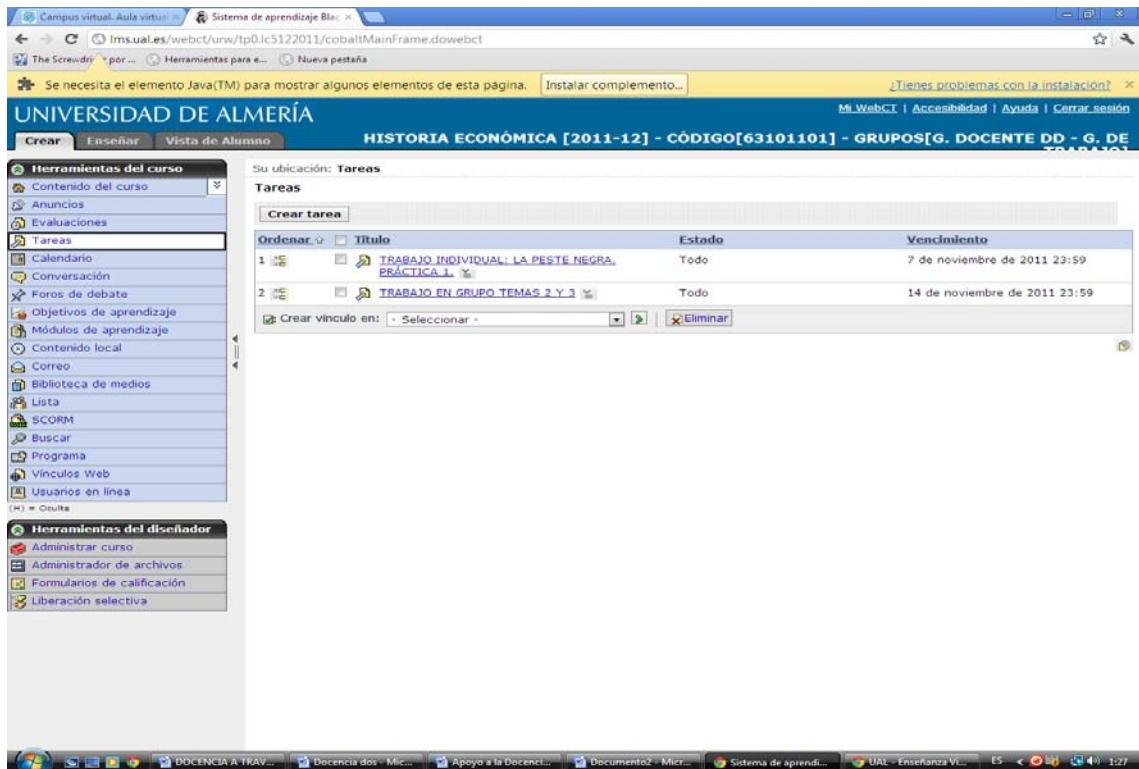 Campus virtual. Aula virtual
Sistema de aprendizaje Blac
lms.ual.es/webct/urw/tp0.lc5122011/cobaltMainFrame.dowebct
The Screwdriver por ... Herramientas para e... Nueva pestaña
Se necesita el elemento Java(TM) para mostrar algunos elementos de esta página. Instalar complemento... ¿Tienes problemas con la instalación?
UNIVERSIDAD DE ALMERÍA
Mi WebCT | Accesibilidad | Ayuda | Cerrar sesión
Crear Enseñar Vista de Alumno
HISTORIA ECONÓMICA [2011-12] - CÓDIGO[63101101] - GRUPOS[G. DOCENTE DD - G. DE
TRABAJO]
Herramientas del curso
Contenido del curso
Anuncios
Evaluaciones
Tareas
Calendario
Conversación
Foros de debate
Objetivos de aprendizaje
Módulos de aprendizaje
Contenido local
Correo
Biblioteca de medios
Lista
SCORM
Buscar
Programa
Vínculos Web
Usuarios en línea
(H) = Oculta
Herramientas del diseñador
Administrar curso
Administrador de archivos
Formularios de calificación
Liberación selectiva
Su ubicación: Tareas
Tareas
Crear tarea
Ordenar Título Estado Vencimiento
1 TRABAJO INDIVIDUAL: LA PESTE NEGRA. Todo 7 de noviembre de 2011 23:59
PRÁCTICA 1.
2 TRABAJO EN GRUPO TEMAS 2 Y 3 Todo 14 de noviembre de 2011 23:59
Crear vínculo en: - Seleccionar - Eliminar
DOCENCIA A TRAV... Docencia dos - Mic... Apoyo a la Docenci... Documento2 - Micr... Sistema de aprendi... UAL - Enseñanza Vi... ES 1:27